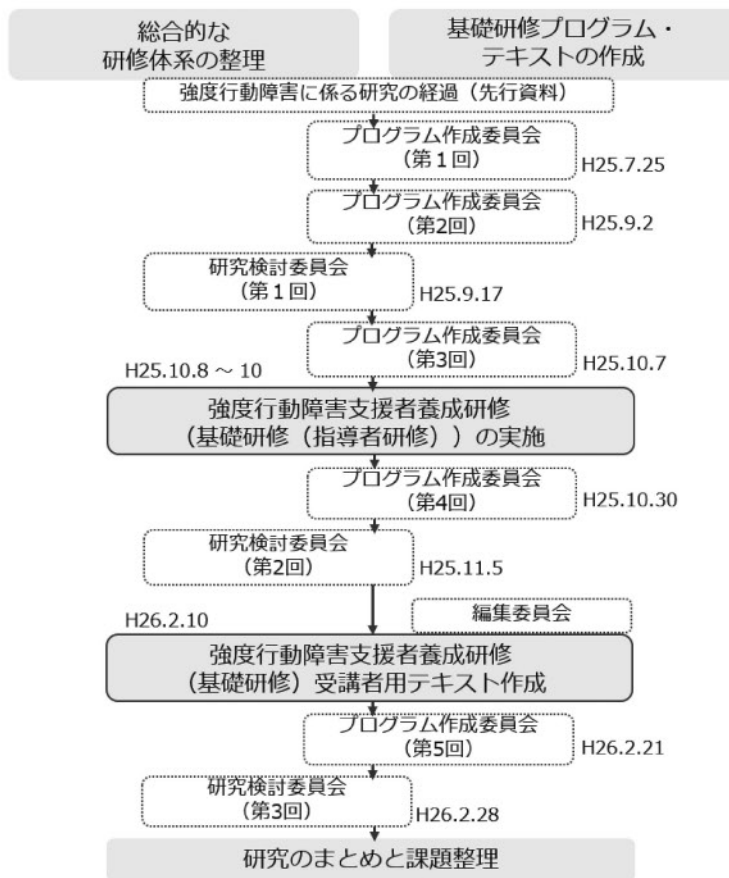 総合的な
研修体系の整理
基礎研修プログラム・
テキストの作成
強度行動障害に係る研究の経過（先行資料）
プログラム作成委員会
（第１回）
H25.7.25
プログラム作成委員会
（第2回）
H25.9.2
研究検討委員会
（第１回）
H25.9.17
プログラム作成委員会
（第3回）
H25.10.7
H25.10.8 ～ 10
強度行動障害支援者養成研修
（基礎研修（指導者研修））の実施
プログラム作成委員会
（第4回）
H25.10.30
研究検討委員会
（第2回）
H25.11.5
編集委員会
H26.2.10
強度行動障害支援者養成研修
（基礎研修）受講者用テキスト作成
プログラム作成委員会
（第5回）
H26.2.21
研究検討委員会
（第3回）
H26.2.28
研究のまとめと課題整理